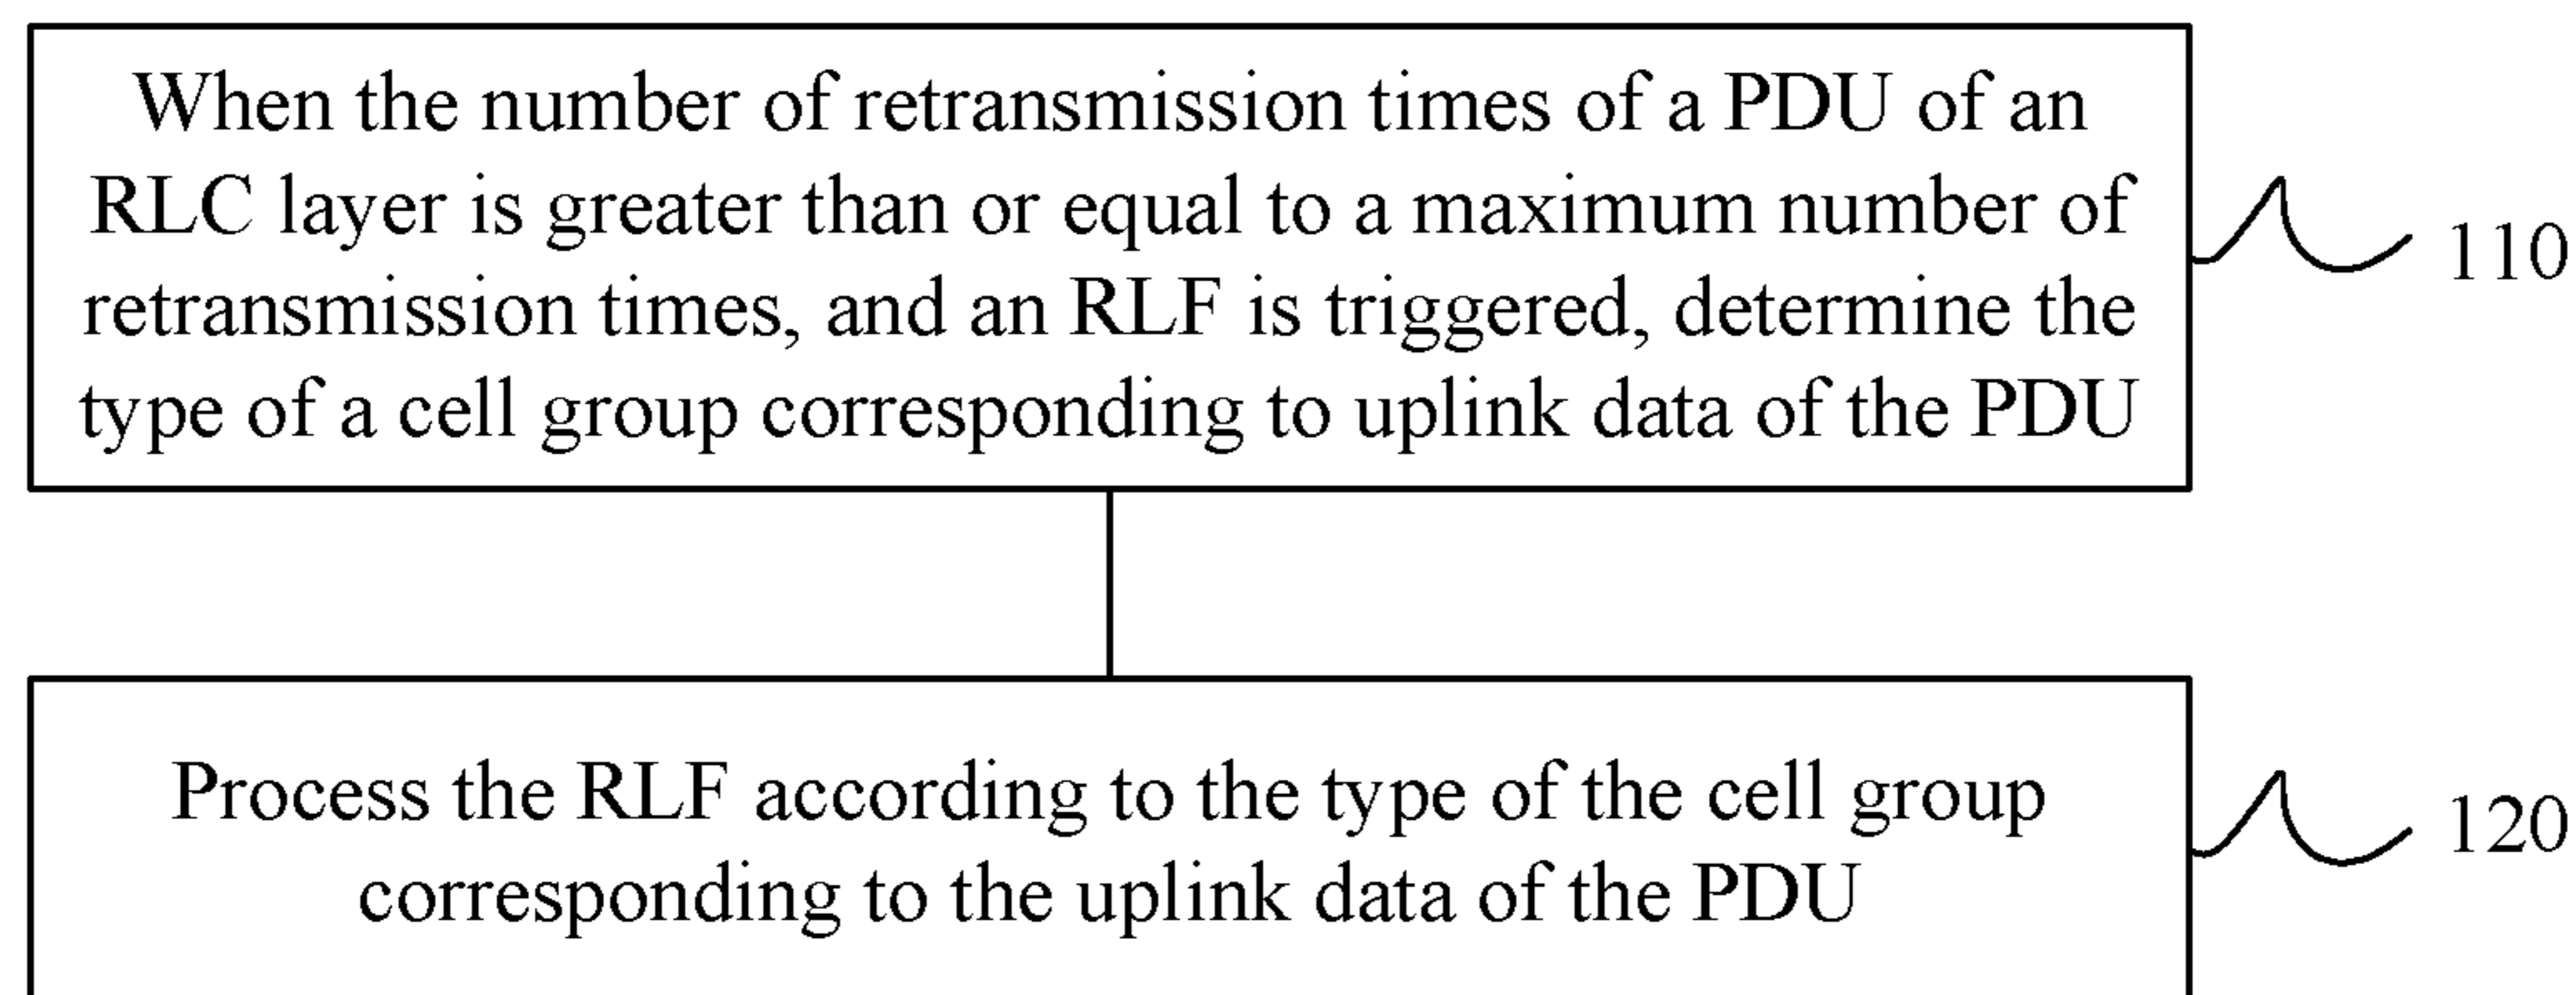 When the number of retransmission times of a PDU of an
RLC layer is greater than or equal to a maximum number of
retransmission times, and an RLF is triggered, determine the
type of a cell group corresponding to uplink data of the PDU
110
Process the RLF according to the type of the cell group
corresponding to the uplink data of the PDU
120